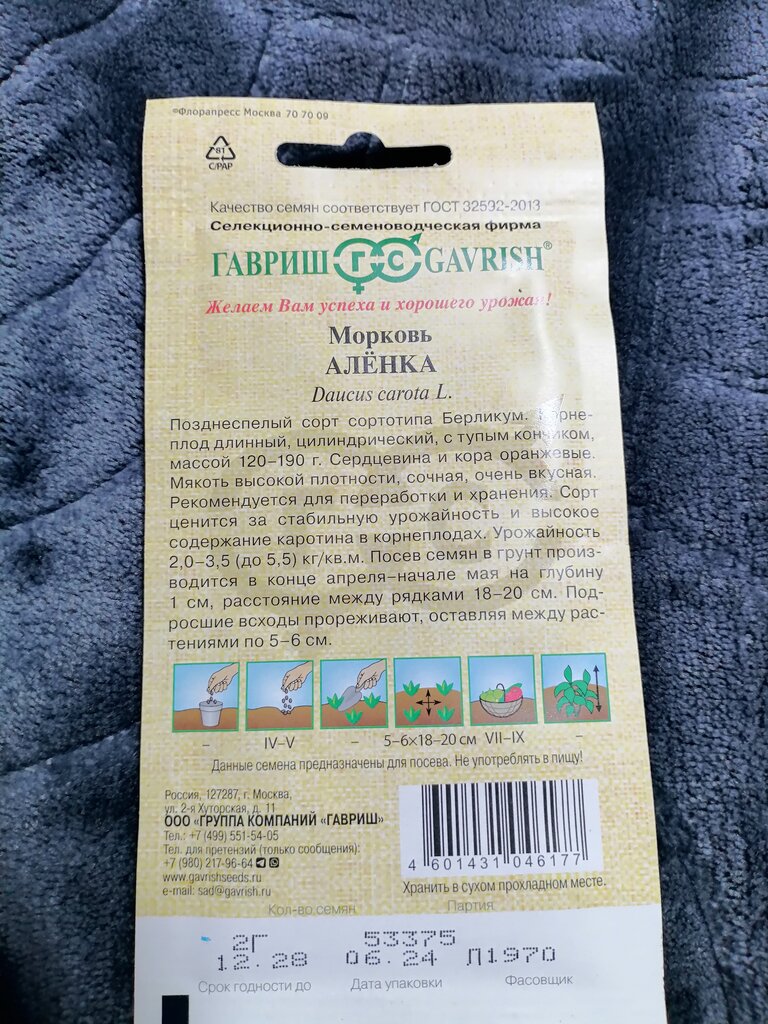 ©Флорапресс Москва 70 70 09
81
C/PAP
Качество семян соответствует ГОСТ 32592-2013
Селекционно-семеноводческая фирма
ГАВРИШ Г-С GAVRISH®
Желаем Вам успеха и хорошего урожая!
Морковь
АЛЁНКА
Daucus carota L.
Позднеспелый сорт сортотипа Берликум. Корне-
плод длинный, цилиндрический, с тупым кончиком,
массой 120–190 г. Сердцевина и кора оранжевые.
Мякоть высокой плотности, сочная, очень вкусная.
Рекомендуется для переработки и хранения. Сорт
ценится за стабильную урожайность и высокое
содержание каротина в корнеплодах. Урожайность
2,0–3,5 (до 5,5) кг/кв.м. Посев семян в грунт произ-
водится в конце апреля–начале мая на глубину
1 см, расстояние между рядками 18–20 см. Под-
росшие всходы прореживают, оставляя между рас-
тениями по 5–6 см.
– IV–V – 5–6×18–20 см VII–IX –
Данные семена предназначены для посева. Не употреблять в пищу!
Россия, 127287, г. Москва,
ул. 2-я Хуторская, д. 11
ООО «ГРУППА КОМПАНИЙ «ГАВРИШ»
Тел.: +7 (499) 551-54-05
Тел. для претензий (только сообщения):
+7 (980) 217-96-64
www.gavrishseeds.ru
e-mail: sad@gavrish.ru
4 601431 046177
Хранить в сухом прохладном месте.
Кол-во семян Партия
2Г 53375
12.28 06.24 Л1970
Срок годности до Дата упаковки Фасовщик